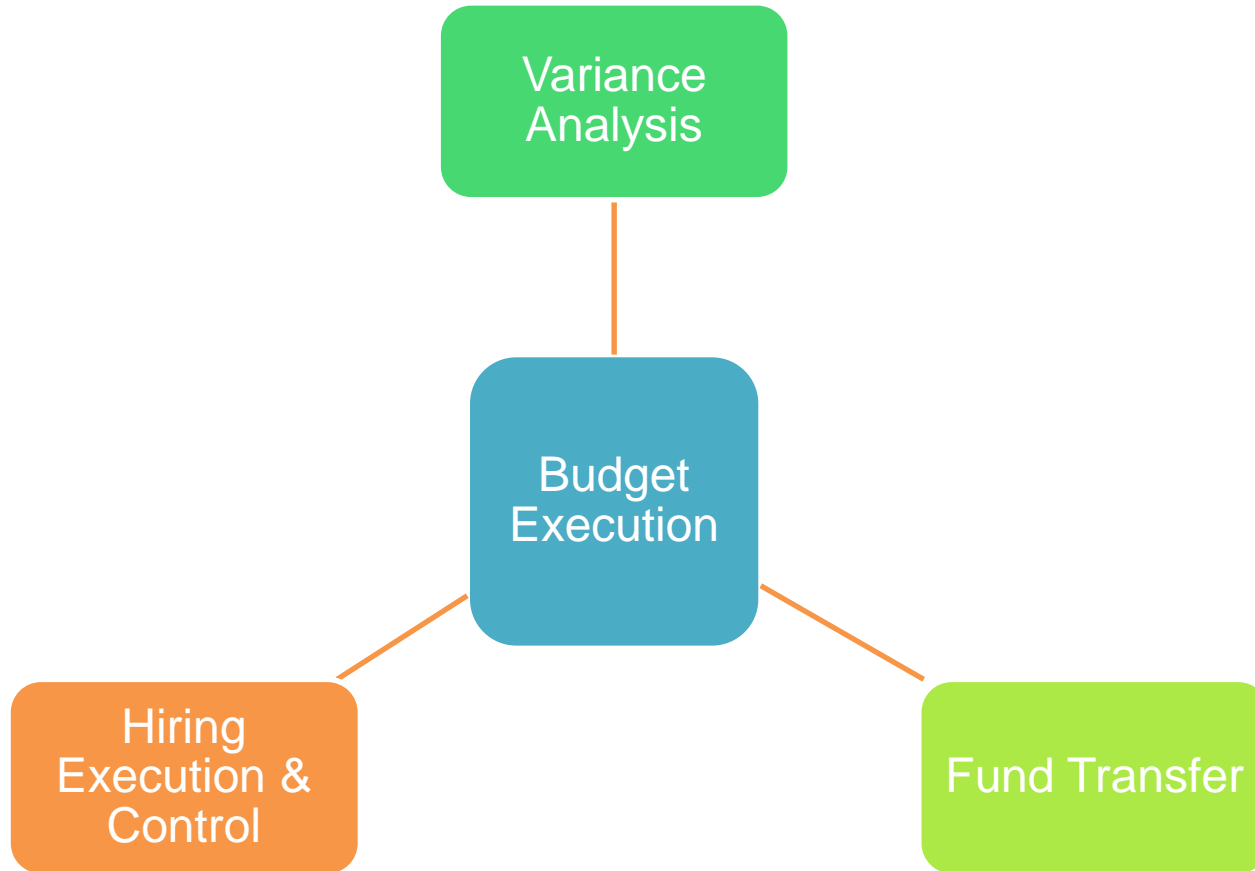 Variance
Analysis
Budget
Execution
Hiring
Execution &
Control
Fund Transfer